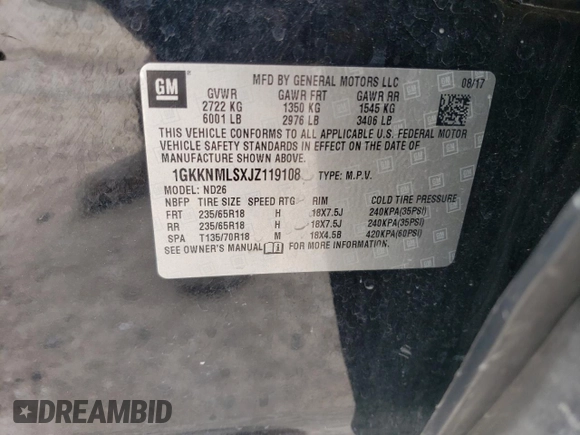 GM
MFD BY GENERAL MOTORS LLC 08/17
GVWR GAWR FRT GAWR RR
2722 KG 1350 KG 1545 KG
6001 LB 2976 LB 3406 LB
THIS VEHICLE CONFORMS TO ALL APPLICABLE U.S. FEDERAL MOTOR
VEHICLE SAFETY STANDARDS IN EFFECT ON THE DATE OF
MANUFACTURE SHOWN ABOVE.
1GKKNMLSXJZ119108 TYPE: M.P.V.
MODEL: ND26
NBFP TIRE SIZE SPEED RTG RIM COLD TIRE PRESSURE
FRT 235/65R18 H 18X7.5J 240KPA(35PSI)
RR 235/65R18 H 18X7.5J 240KPA(35PSI)
SPA T135/70R18 M 18X4.5B 420KPA(60PSI)
SEE OWNER'S MANUAL FOR MORE INFORMATION
DREAMBID